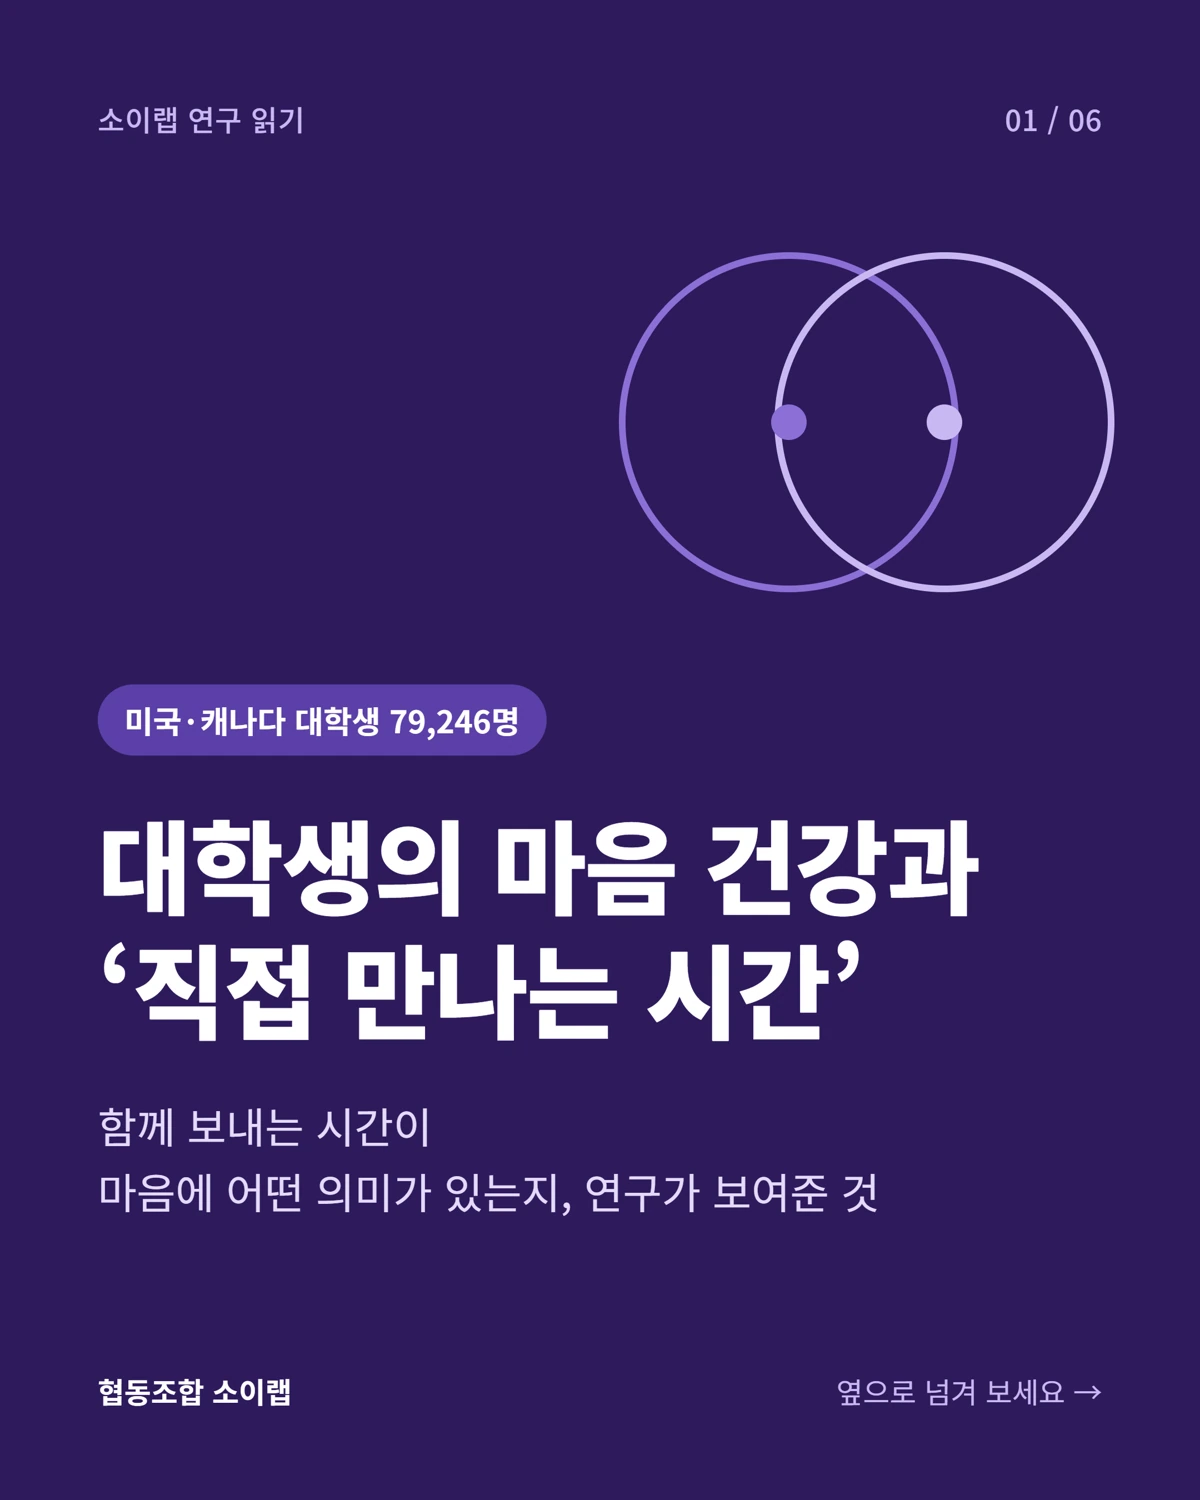 소이랩 연구 읽기
01 / 06
미국·캐나다 대학생 79,246명
대학생의 마음 건강과
‘직접 만나는 시간’
함께 보내는 시간이
마음에 어떤 의미가 있는지, 연구가 보여준 것
협동조합 소이랩
옆으로 넘겨 보세요 →